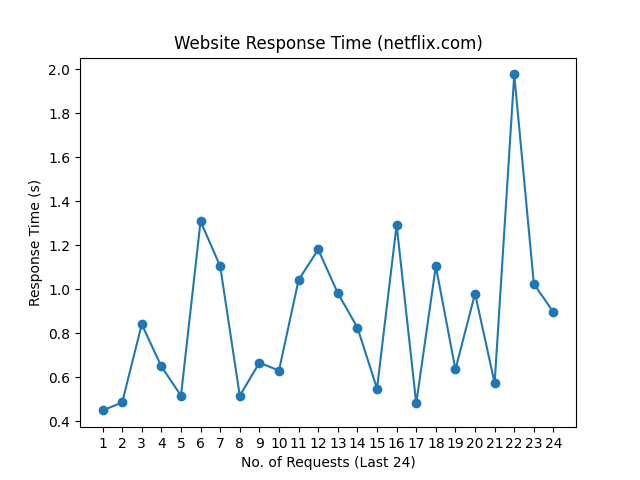 Website Response Time (netflix.com)
2.0
1.8
1.6
1.4
1.2
1.0
0.8
0.6
0.4
Response Time (s)
1 2 3 4 5 6 7 8 9 10 11 12 13 14 15 16 17 18 19 20 21 22 23 24
No. of Requests (Last 24)